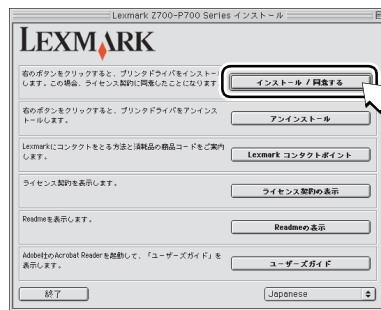 Lexmark Z700-P700 Series インストール
LEXMARK
右のボタンをクリックすると、プリンタドライバをインストー
します。この場合、ライセンス契約に同意したことになります
インストール / 同意する
右のボタンをクリックすると、プリンタドライバをアンインス
トールします。
アンインストール
Lexmarkにコンタクトをとる方法と消耗品の商品コードをご案内
します。
Lexmark コンタクトポイント
ライセンス契約を表示します。
ライセンス契約の表示
Readmeを表示します。
Readmeの表示
Adobe社のAcrobat Readerを起動して、「ユーザーズガイド」を
表示します。
ユーザーズガイド
終了
Japanese